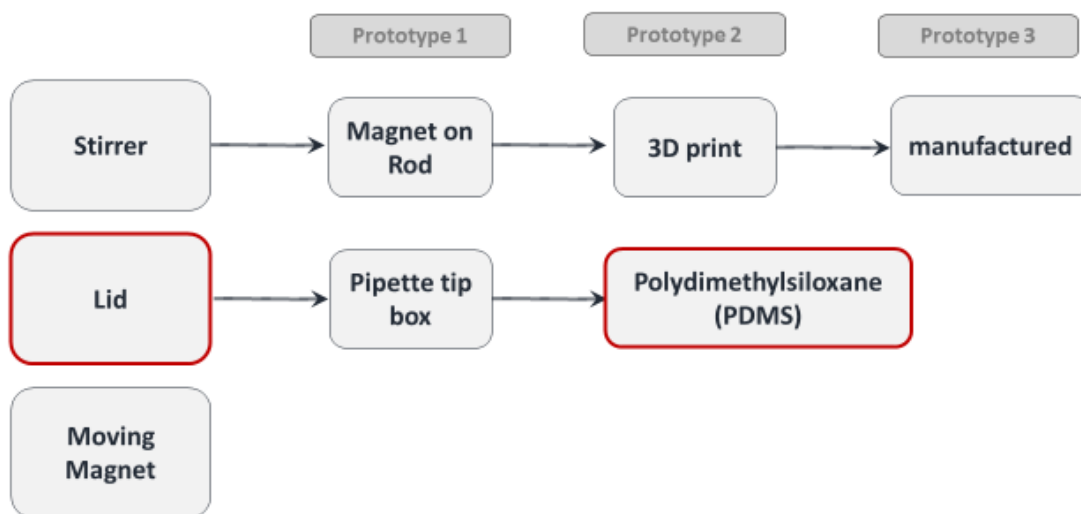 Prototype 1
Prototype 2
Prototype 3
Stirrer
Magnet on
Rod
3D print
manufactured
Lid
Pipette tip
box
Polydimethylsiloxane
(PDMS)
Moving
Magnet